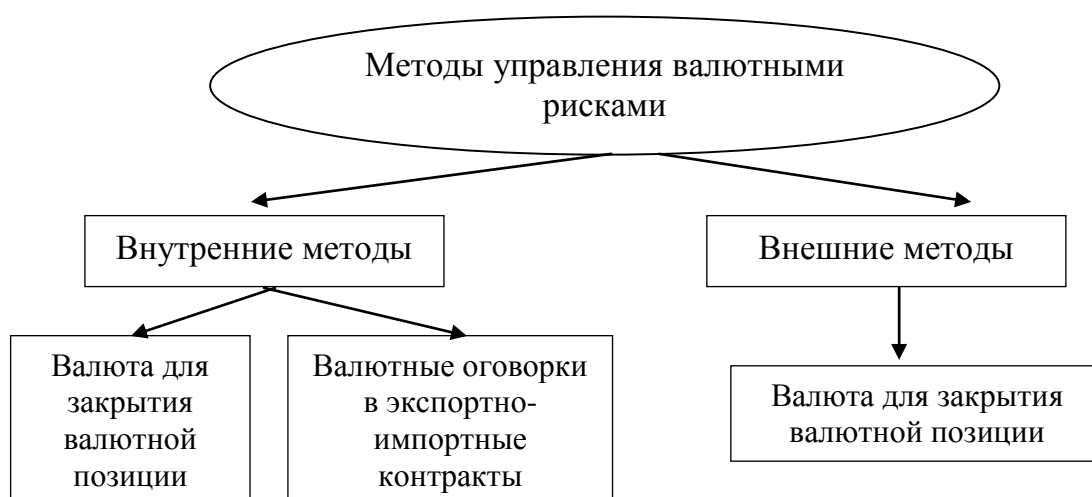 Методы управления валютными
рисками
Внутренние методы
Внешние методы
Валюта для
закрытия
валютной
позиции
Валютные оговорки
в экспортно-
импортные
контракты
Валюта для закрытия
валютной позиции